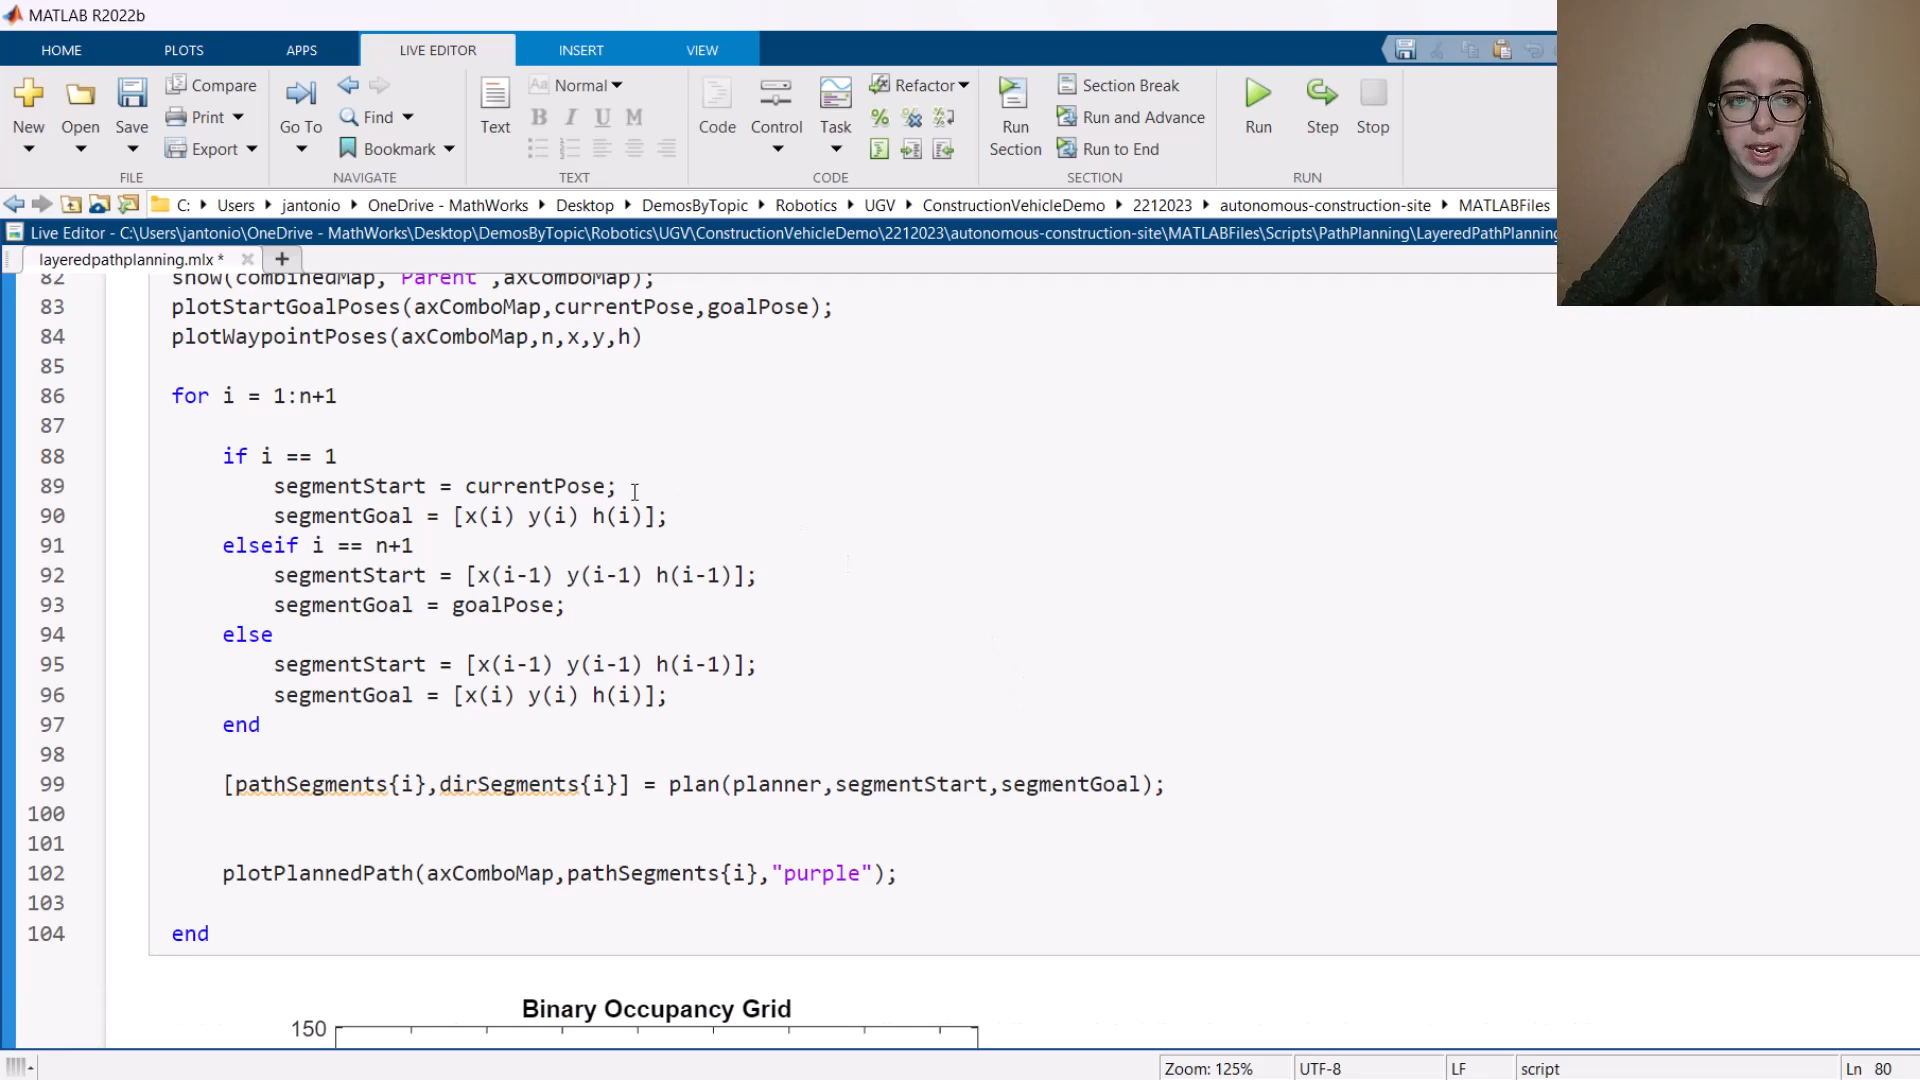 MATLAB R2022b
HOME PLOTS APPS LIVE EDITOR INSERT VIEW
New Open Save Compare Print Export
FILE
Go To Find Bookmark
NAVIGATE
Text Aa Normal B I U M
TEXT
Code Control Task Refactor
CODE
Run Section Section Break Run and Advance Run to End
SECTION
Run Step Stop
RUN
C: Users jantonio OneDrive - MathWorks Desktop DemosByTopic Robotics UGV ConstructionVehicleDemo 2212023 autonomous-construction-site MATLABFiles
Live Editor - C:\Users\jantonio\OneDrive - MathWorks\Desktop\DemosByTopic\Robotics\UGV\ConstructionVehicleDemo\2212023\autonomous-construction-site\MATLABFiles\Scripts\PathPlanning\LayeredPathPlanning
layeredpathplanning.mlx * × +
82 show(combinedMap,"Parent",axComboMap);
83 plotStartGoalPoses(axComboMap,currentPose,goalPose);
84 plotWaypointPoses(axComboMap,n,x,y,h)
85
86 for i = 1:n+1
87
88 if i == 1
89 segmentStart = currentPose;
90 segmentGoal = [x(i) y(i) h(i)];
91 elseif i == n+1
92 segmentStart = [x(i-1) y(i-1) h(i-1)];
93 segmentGoal = goalPose;
94 else
95 segmentStart = [x(i-1) y(i-1) h(i-1)];
96 segmentGoal = [x(i) y(i) h(i)];
97 end
98
99 [pathSegments{i},dirSegments{i}] = plan(planner,segmentStart,segmentGoal);
100
101
102 plotPlannedPath(axComboMap,pathSegments{i},"purple");
103
104 end
Binary Occupancy Grid
150
Zoom: 125% UTF-8 LF script Ln 80